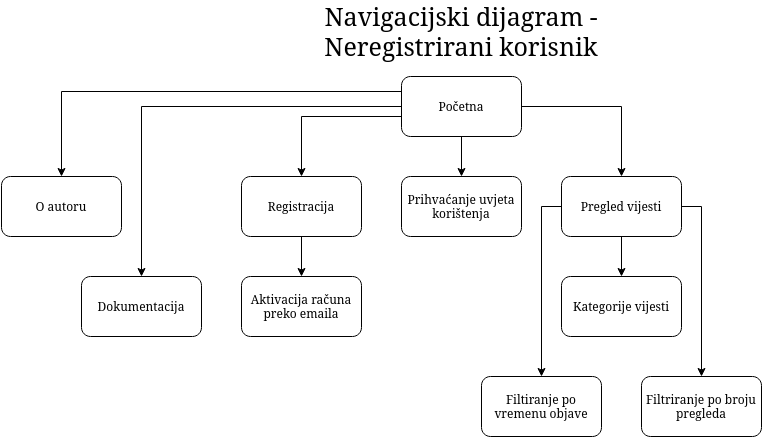 Navigacijski dijagram -
Neregistrirani korisnik
Početna
O autoru
Registracija
Prihvaćanje uvjeta
korištenja
Pregled vijesti
Dokumentacija
Aktivacija računa
preko emaila
Kategorije vijesti
Filtiranje po
vremenu objave
Filtriranje po broju
pregleda